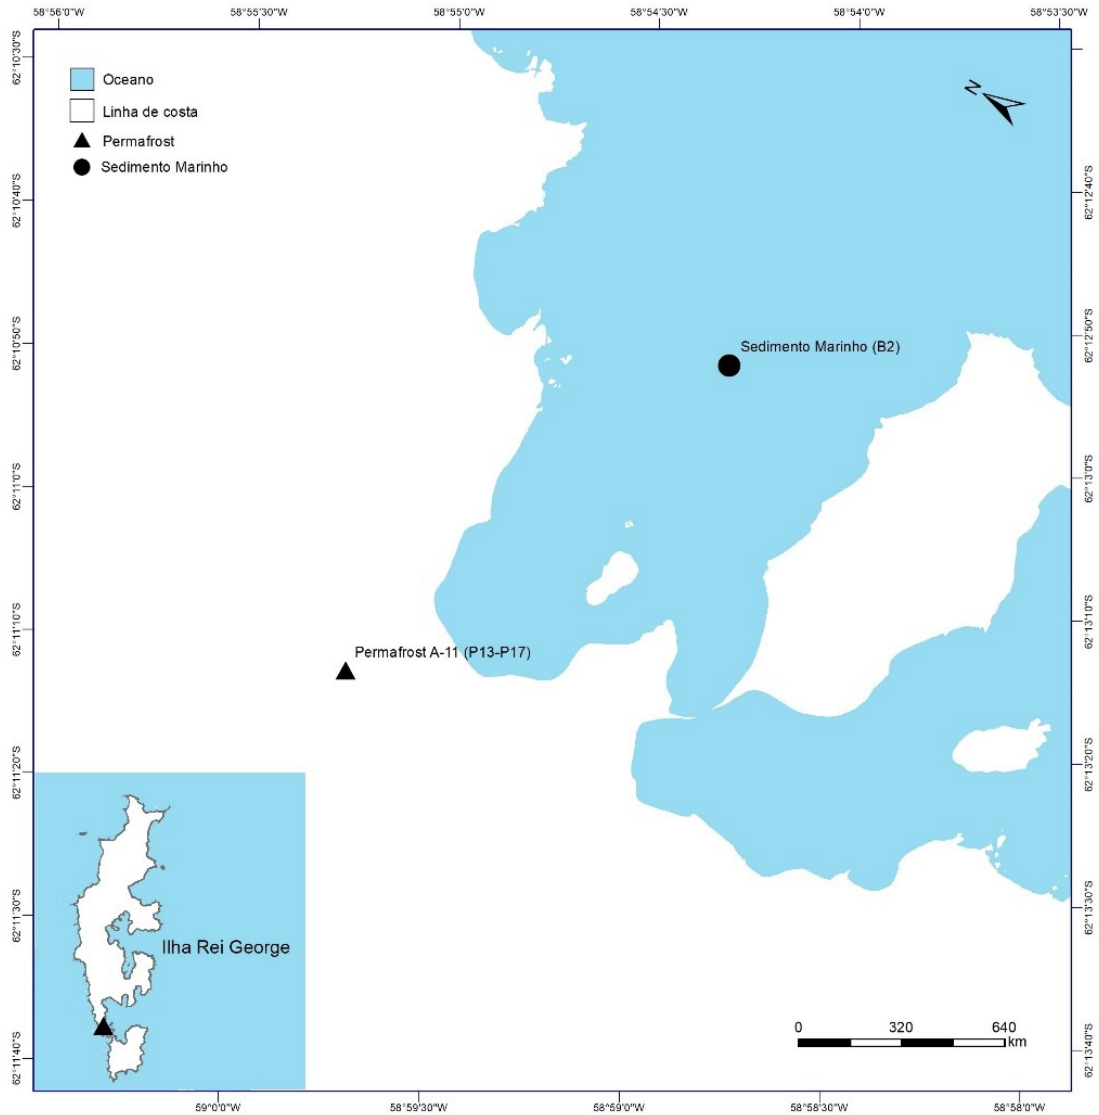 58°56'0"W 58°55'30"W 58°55'0"W 58°54'30"W 58°54'0"W 58°53'30"W
62°10'30"S
62°10'40"S
62°10'50"S
62°11'0"S
62°11'10"S
62°11'20"S
62°11'30"S
62°11'40"S
Oceano
Linha de costa
Permafrost
Sedimento Marinho
N
Sedimento Marinho (B2)
Permafrost A-11 (P13-P17)
Ilha Rei George
0 320 640
km
62°12'40"S
62°12'50"S
62°13'0"S
62°13'10"S
62°13'20"S
62°13'30"S
62°13'40"S
59°0'0"W 58°59'30"W 58°59'0"W 58°58'30"W 58°58'0"W